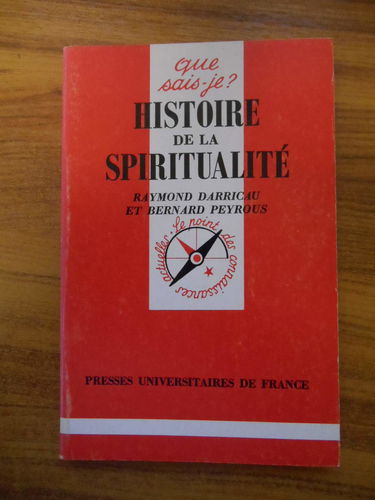 que
sais-je?
HISTOIRE
DE LA
SPIRITUALITÉ
RAYMOND DARRICAU
ET BERNARD PEYROUS
le point des connaissances actuelles
PRESSES UNIVERSITAIRES DE FRANCE